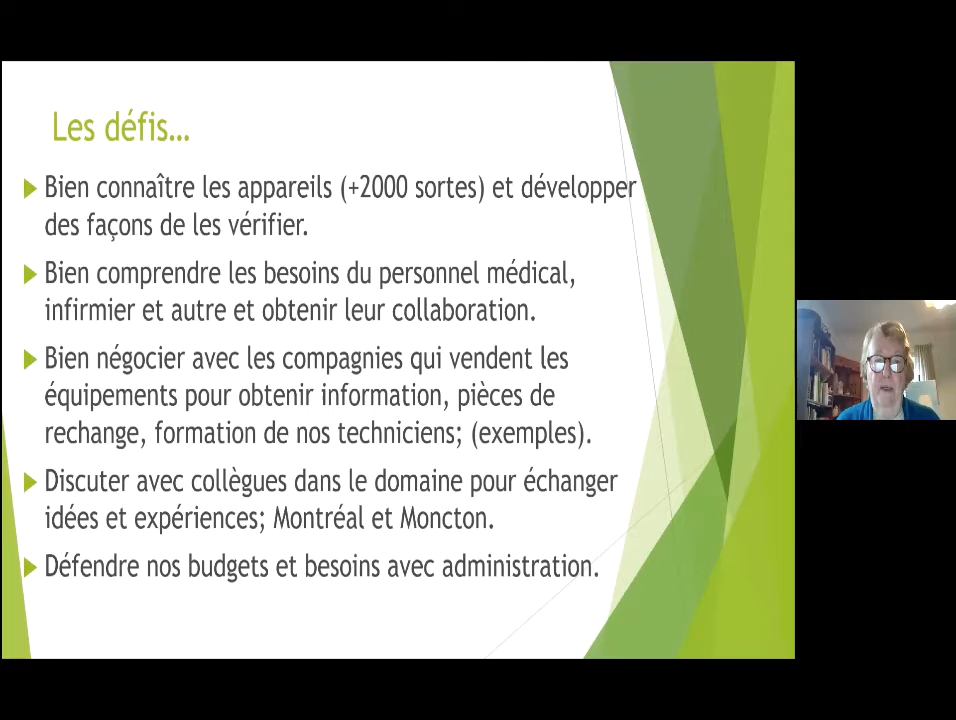 Les défis...
Bien connaître les appareils (+2000 sortes) et développer
des façons de les vérifier.
Bien comprendre les besoins du personnel médical,
infirmier et autre et obtenir leur collaboration.
Bien négocier avec les compagnies qui vendent les
équipements pour obtenir information, pièces de
rechange, formation de nos techniciens; (exemples).
Discuter avec collègues dans le domaine pour échanger
idées et expériences; Montréal et Moncton.
Défendre nos budgets et besoins avec administration.